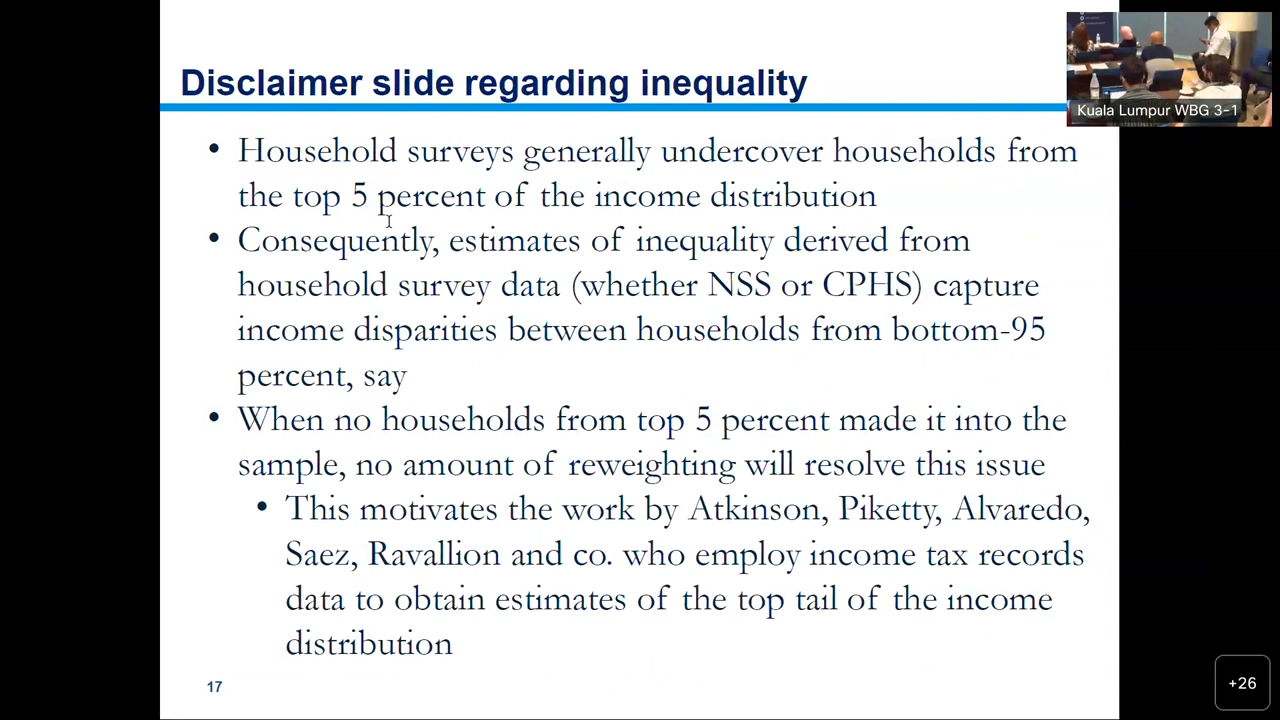 Disclaimer slide regarding inequality
Kuala Lumpur WBG 3-1
• Household surveys generally undercover households from
the top 5 percent of the income distribution
• Consequently, estimates of inequality derived from
household survey data (whether NSS or CPHS) capture
income disparities between households from bottom-95
percent, say
• When no households from top 5 percent made it into the
sample, no amount of reweighting will resolve this issue
• This motivates the work by Atkinson, Piketty, Alvaredo,
Saez, Ravallion and co. who employ income tax records
data to obtain estimates of the top tail of the income
distribution
17
+26